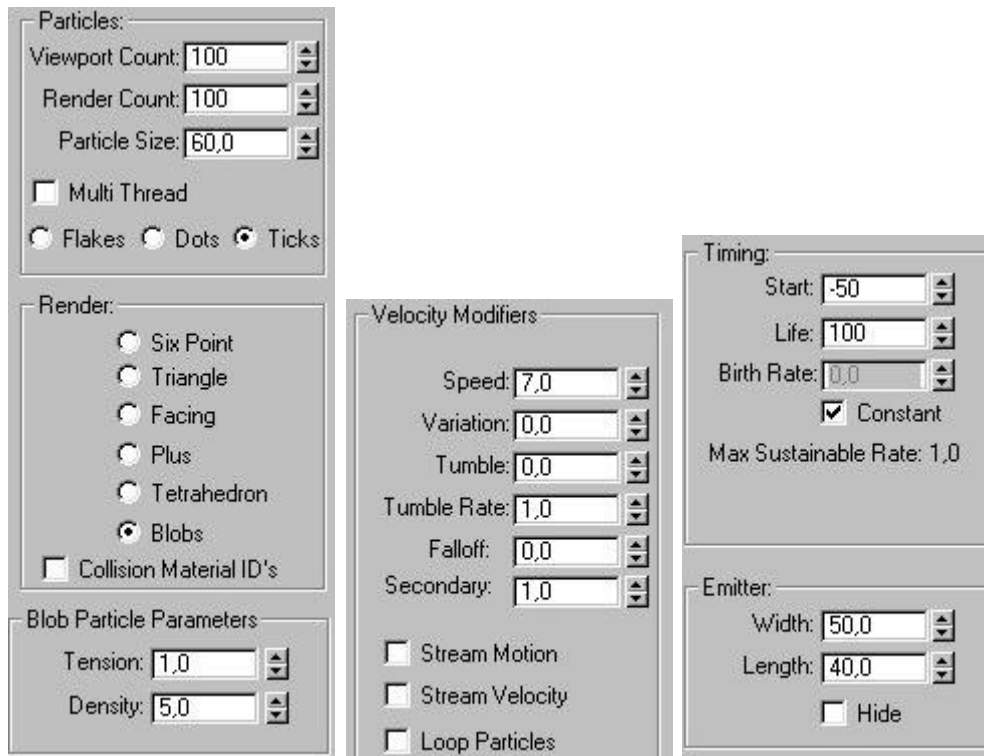 Particles:
Viewport Count: 100
Render Count: 100
Particle Size: 60,0
Multi Thread
Flakes Dots Ticks
Render:
Six Point
Triangle
Facing
Plus
Tetrahedron
Blobs
Collision Material ID's
Blob Particle Parameters
Tension: 1,0
Density: 5,0
Velocity Modifiers
Speed: 7,0
Variation: 0,0
Tumble: 0,0
Tumble Rate: 1,0
Falloff: 0,0
Secondary: 1,0
Stream Motion
Stream Velocity
Loop Particles
Timing:
Start: -50
Life: 100
Birth Rate: 0,0
Constant
Max Sustainable Rate: 1,0
Emitter:
Width: 50,0
Length: 40,0
Hide